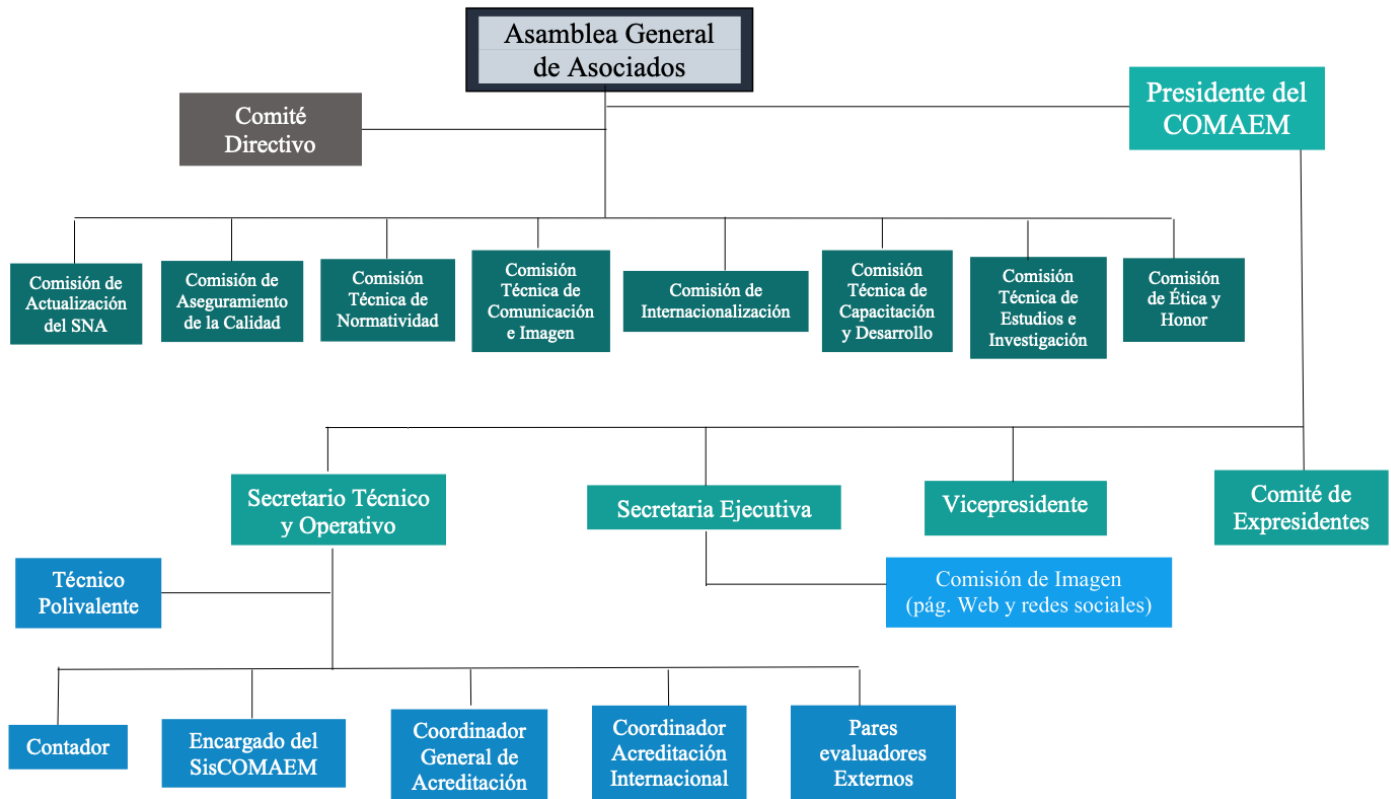 Asamblea General
de Asociados
Presidente del
COMAEM
Comité
Directivo
Comisión de
Actualización
del SNA
Comisión de
Aseguramiento
de la Calidad
Comisión
Técnica de
Normatividad
Comisión
Técnica de
Comunicación
e Imagen
Comisión de
Internacionalización
Comisión
Técnica de
Capacitación
y Desarrollo
Comisión
Técnica de
Estudios e
Investigación
Comisión
de Ética y
Honor
Secretario Técnico
y Operativo
Secretaria Ejecutiva
Vicepresidente
Comité de
Expresidentes
Técnico
Polivalente
Comisión de Imagen
(pág. Web y redes sociales)
Contador
Encargado del
SisCOMAEM
Coordinador
General de
Acreditación
Coordinador
Acreditación
Internacional
Pares
evaluadores
Externos